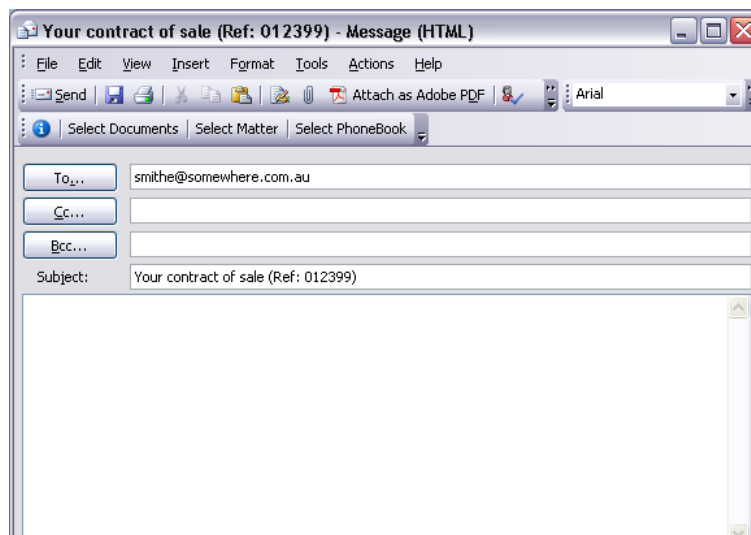 Your contract of sale (Ref: 012399) - Message (HTML)
File Edit View Insert Format Tools Actions Help
Send Attach as Adobe PDF Arial
Select Documents Select Matter Select PhoneBook
To... smithe@somewhere.com.au
Cc...
Bcc...
Subject: Your contract of sale (Ref: 012399)